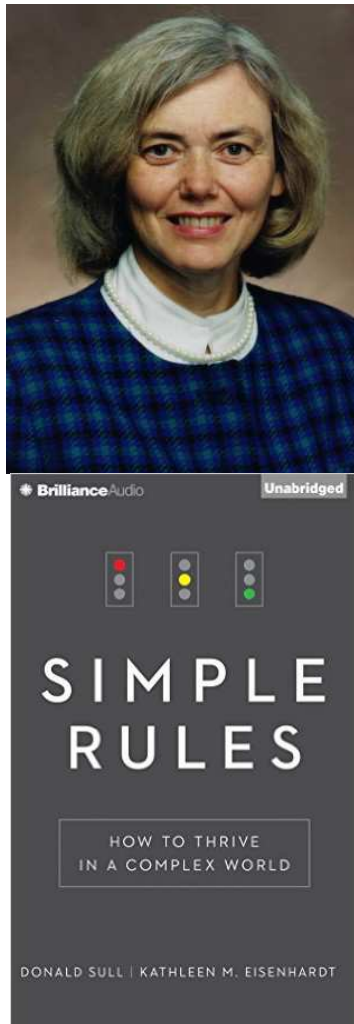 BrillianceAudio
Unabridged
SIMPLE
RULES
HOW TO THRIVE
IN A COMPLEX WORLD
DONALD SULL | KATHLEEN M. EISENHARDT